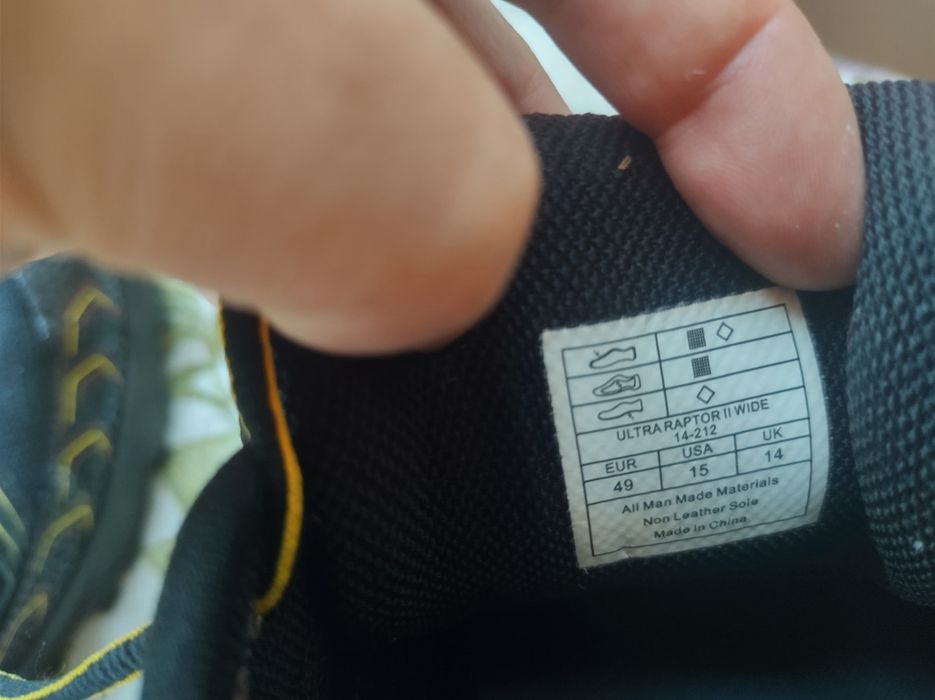 ULTRA RAPTOR II WIDE
14-212
EUR USA UK
49 15 14
All Man Made Materials
Non Leather Sole
Made in China